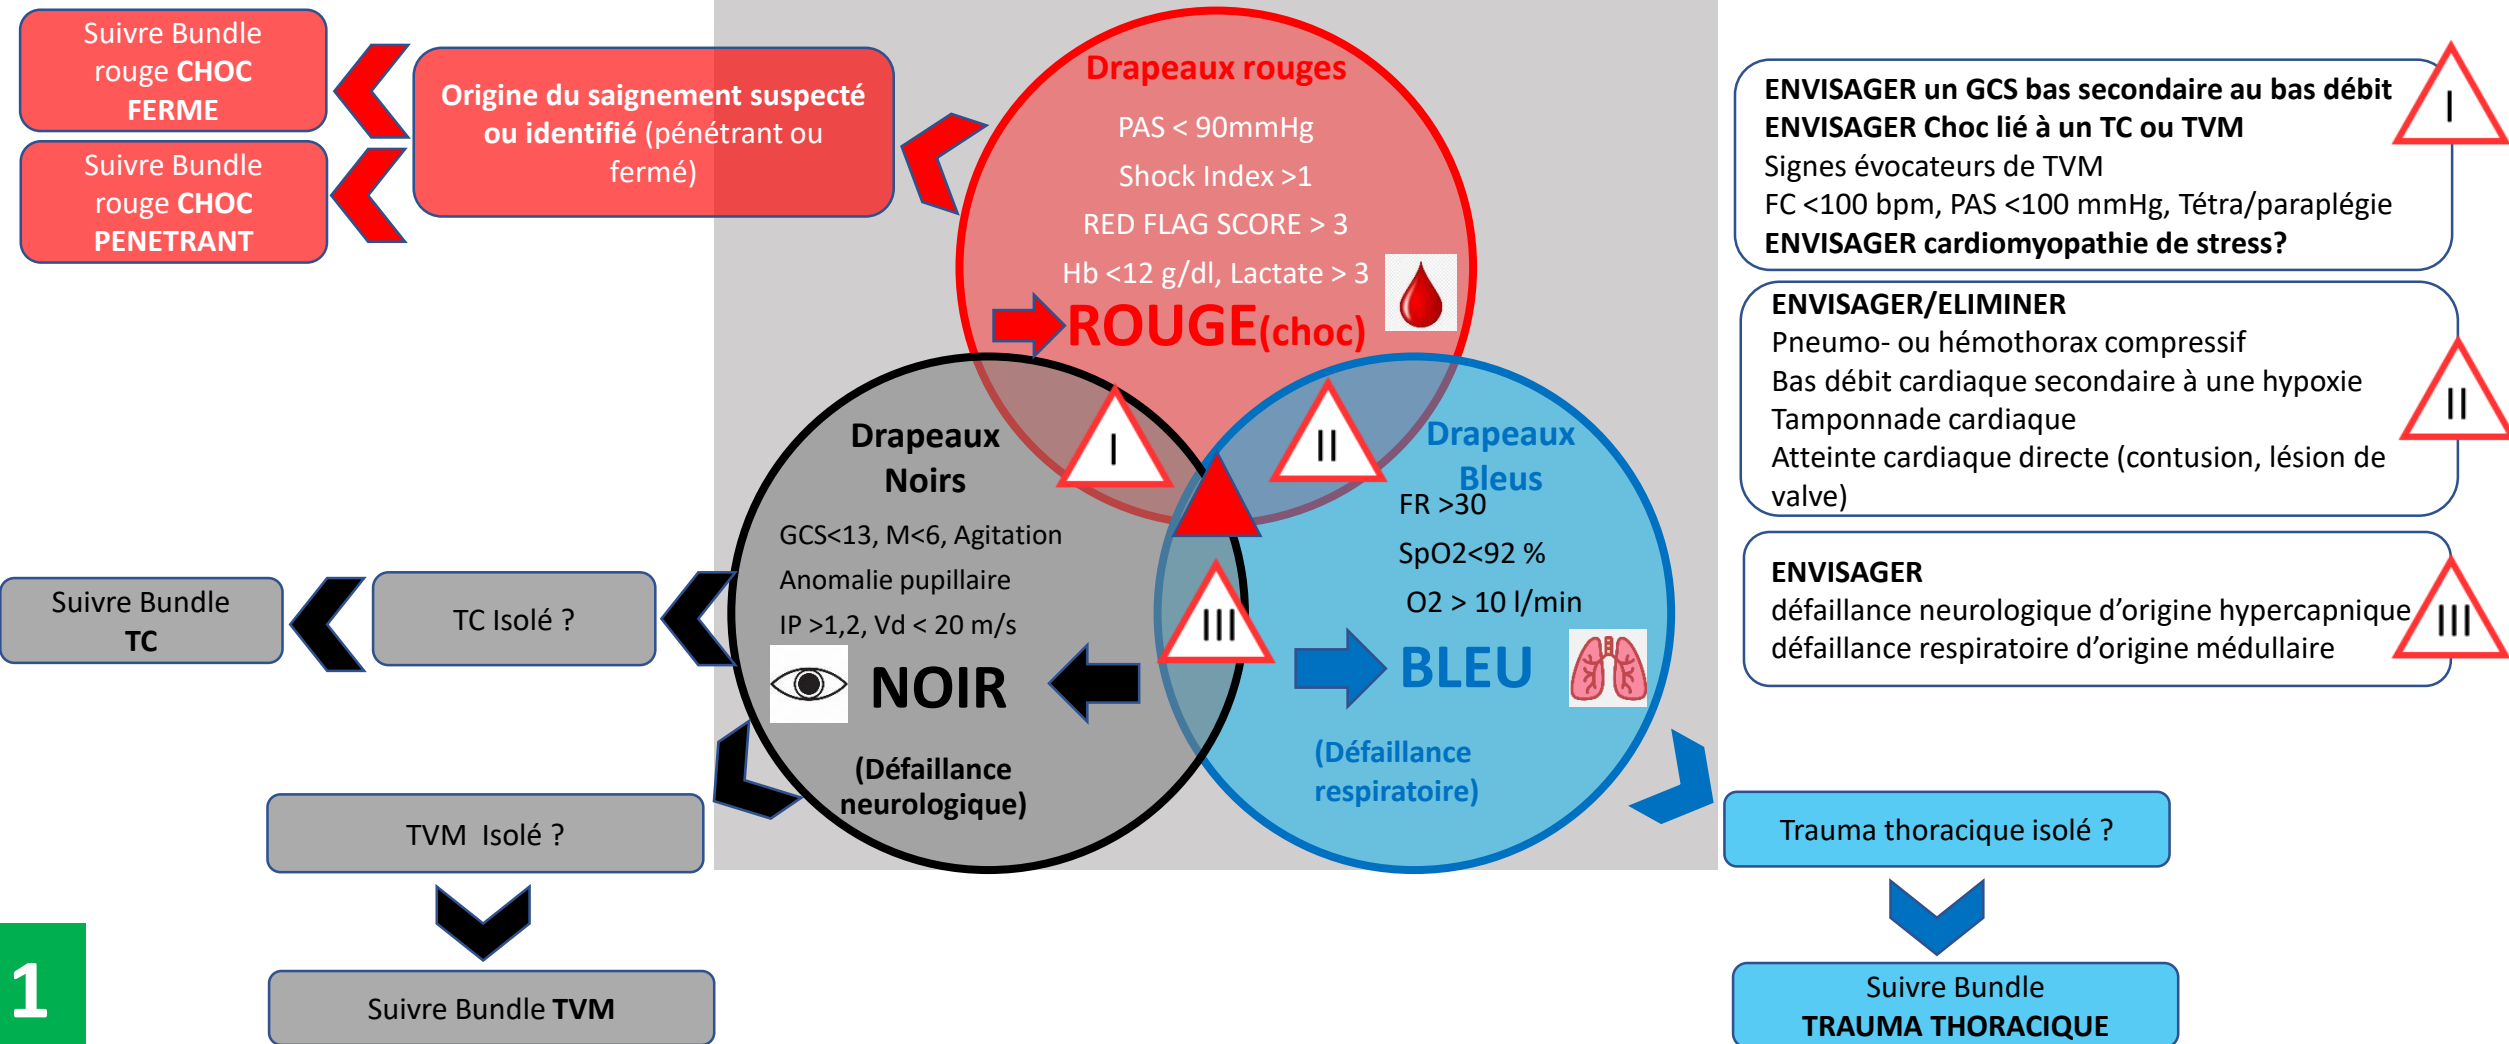 Suivre Bundle
rouge CHOC
FERME
Suivre Bundle
rouge CHOC
PENETRANT
Origine du saignement suspecté
ou identifié (pénétrant ou
fermé)
Drapeaux rouges
PAS < 90mmHg
Shock Index >1
RED FLAG SCORE > 3
Hb <12 g/dl, Lactate > 3
ROUGE(choc)
I
II
III
Drapeaux
Noirs
GCS<13, M<6, Agitation
Anomalie pupillaire
IP >1,2, Vd < 20 m/s
NOIR
(Défaillance
neurologique)
Drapeaux
Bleus
FR >30
SpO2<92 %
O2 > 10 l/min
BLEU
(Défaillance
respiratoire)
ENVISAGER un GCS bas secondaire au bas débit
ENVISAGER Choc lié à un TC ou TVM
Signes évocateurs de TVM
FC <100 bpm, PAS <100 mmHg, Tétra/paraplégie
ENVISAGER cardiomyopathie de stress?
I
ENVISAGER/ELIMINER
Pneumo- ou hémothorax compressif
Bas débit cardiaque secondaire à une hypoxie
Tamponnade cardiaque
Atteinte cardiaque directe (contusion, lésion de
valve)
II
ENVISAGER
défaillance neurologique d’origine hypercapnique
défaillance respiratoire d’origine médullaire
III
TC Isolé ?
Suivre Bundle
TC
TVM Isolé ?
Suivre Bundle TVM
Trauma thoracique isolé ?
Suivre Bundle
TRAUMA THORACIQUE
1